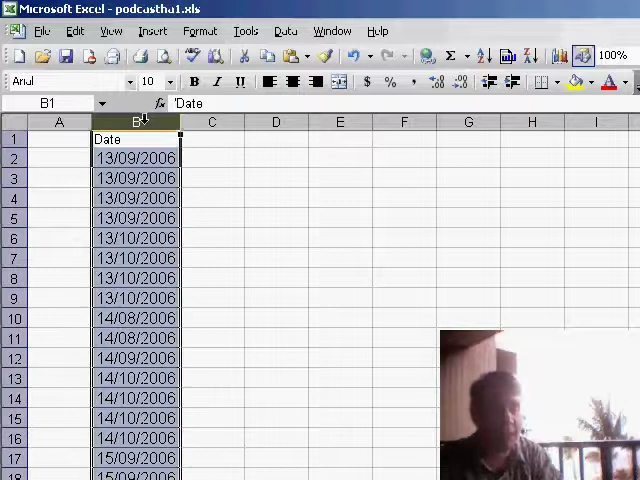 Microsoft Excel - podcastha1.xls
File Edit View Insert Format Tools Data Window Help
Σ 100%
Arial 10 B I U $ % ,
B1 fx 'Date
A B C D E F G H I
1 Date
2 13/09/2006
3 13/09/2006
4 13/09/2006
5 13/09/2006
6 13/10/2006
7 13/10/2006
8 13/10/2006
9 13/10/2006
10 14/08/2006
11 14/08/2006
12 14/09/2006
13 14/10/2006
14 14/10/2006
15 14/10/2006
16 14/10/2006
17 15/09/2006
18 15/09/2006